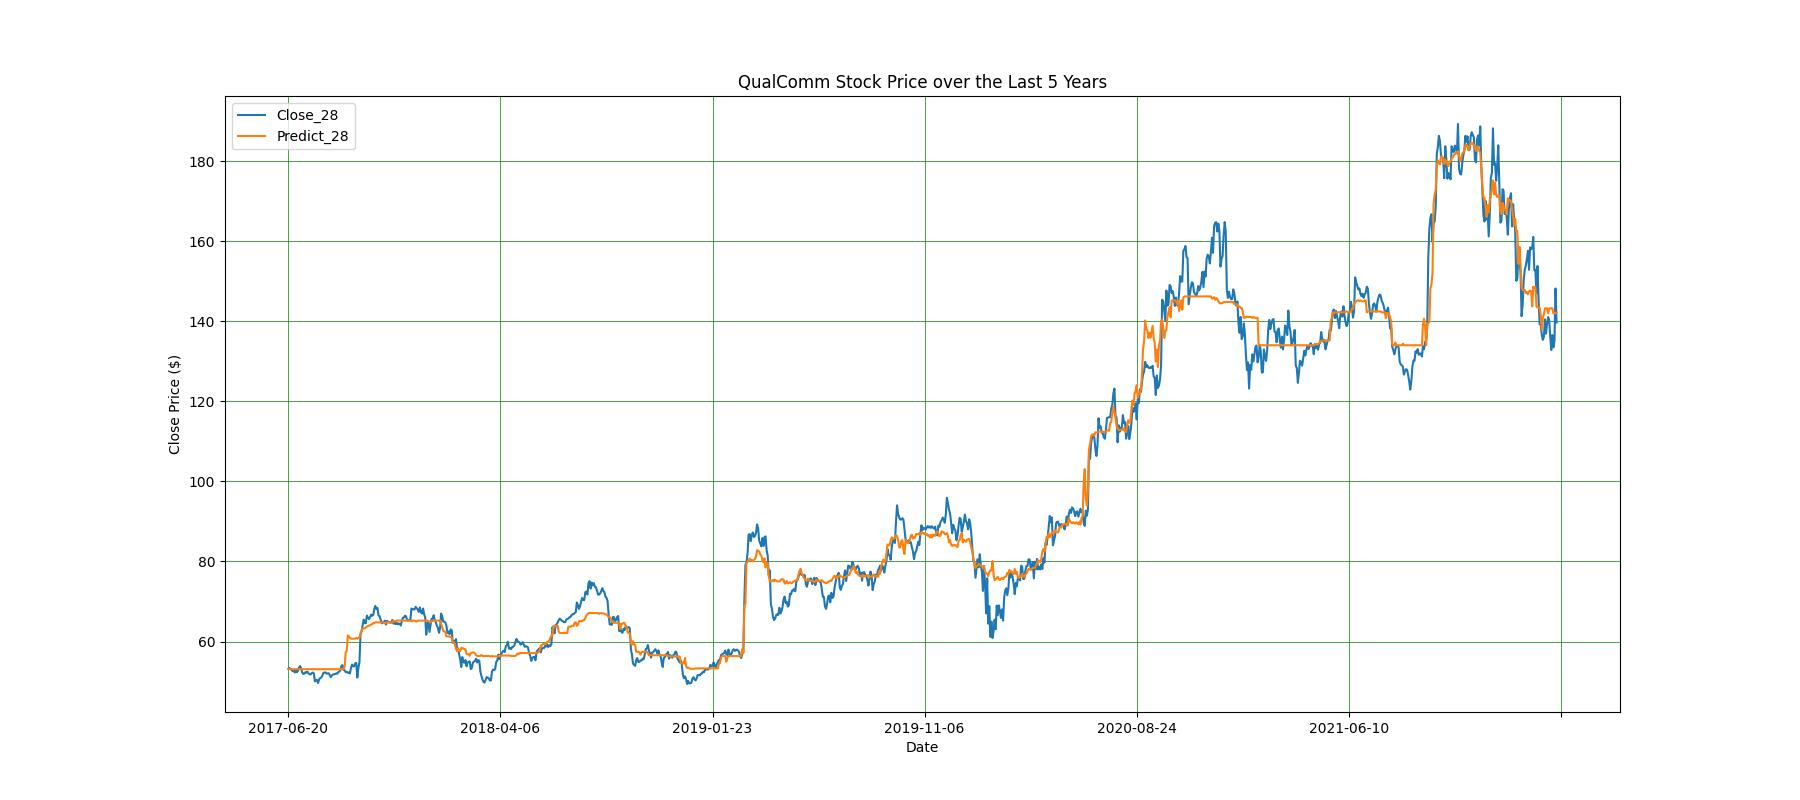 QualComm Stock Price over the Last 5 Years
Close_28
Predict_28
180
160
140
120
100
80
60
Close Price ($)
2017-06-20
2018-04-06
2019-01-23
2019-11-06
2020-08-24
2021-06-10
Date